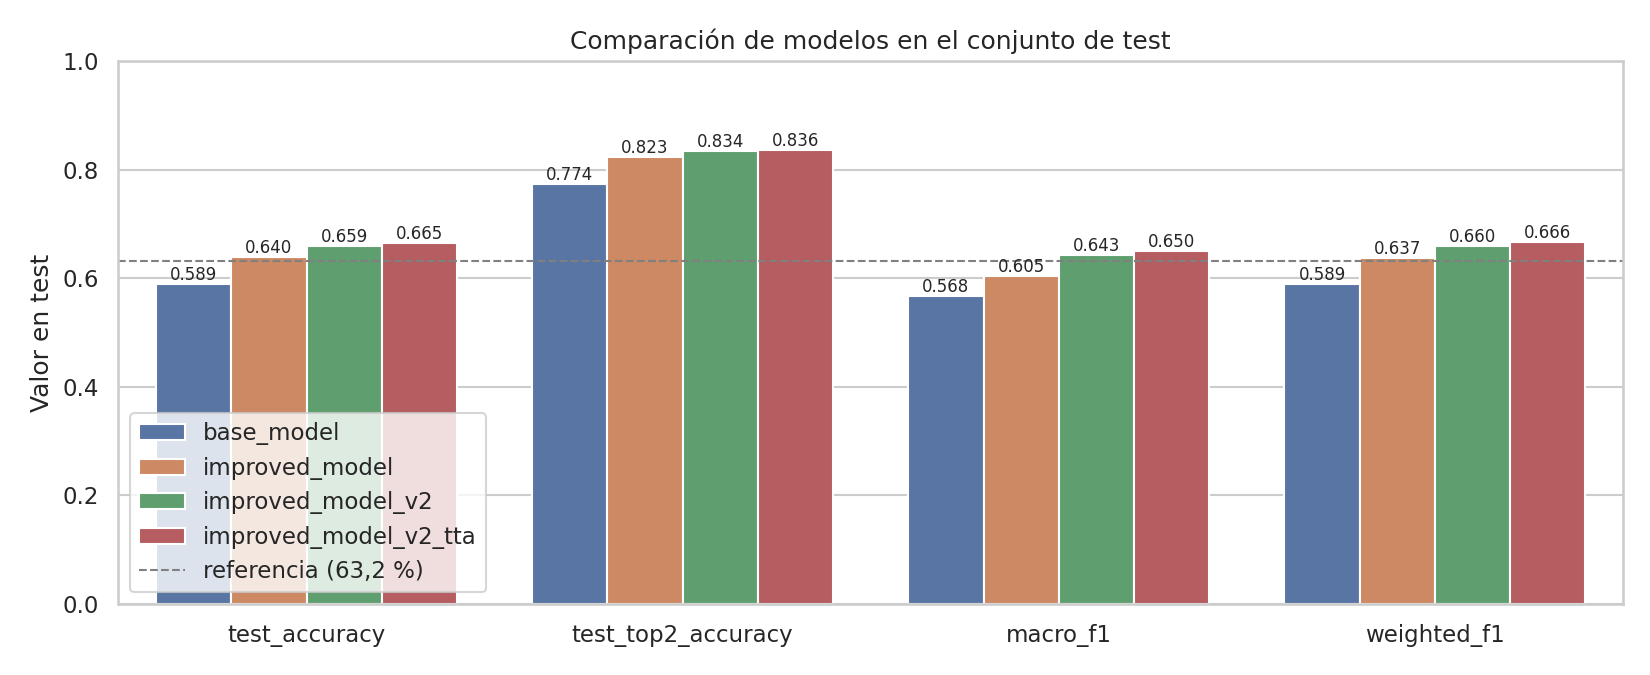 Comparación de modelos en el conjunto de test
Valor en test
1.0
0.8
0.6
0.4
0.2
0.0
0.589
0.640
0.659
0.665
0.774
0.823
0.834
0.836
0.568
0.605
0.643
0.650
0.589
0.637
0.660
0.666
base_model
improved_model
improved_model_v2
improved_model_v2_tta
referencia (63,2 %)
test_accuracy
test_top2_accuracy
macro_f1
weighted_f1